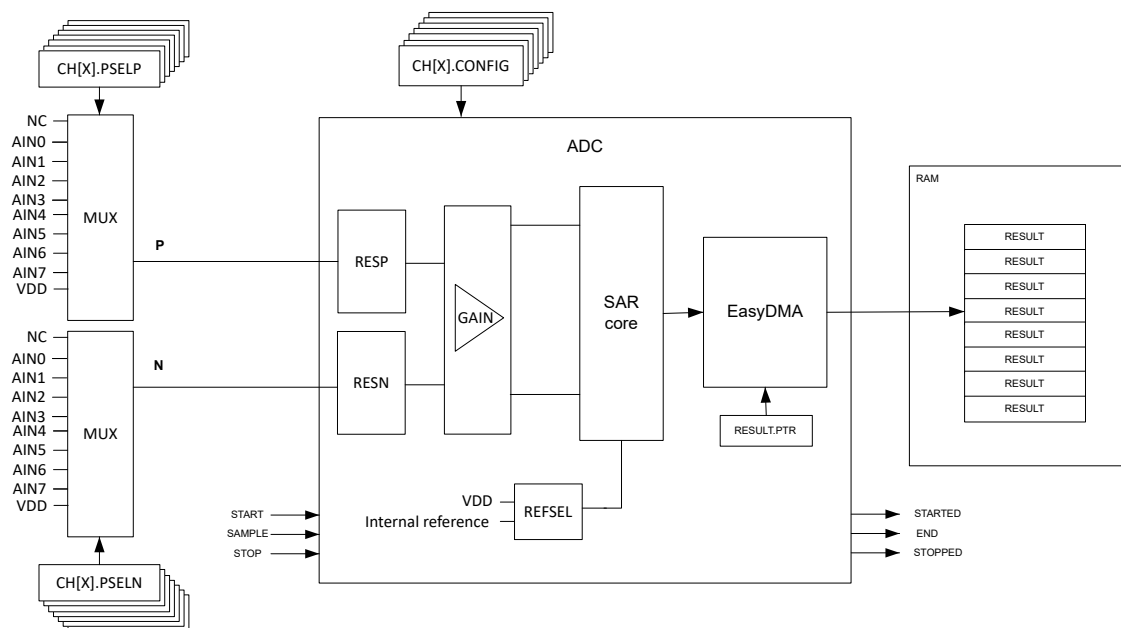 CH[X].PSELP
CH[X].CONFIG
NC
AIN0
AIN1
AIN2
AIN3
AIN4
AIN5
AIN6
AIN7
VDD
MUX
P
NC
AIN0
AIN1
AIN2
AIN3
AIN4
AIN5
AIN6
AIN7
VDD
MUX
N
CH[X].PSELN
ADC
RESP
RESN
GAIN
SAR
core
EasyDMA
RESULT.PTR
VDD
Internal reference
REFSEL
START
SAMPLE
STOP
STARTED
END
STOPPED
RAM
RESULT
RESULT
RESULT
RESULT
RESULT
RESULT
RESULT
RESULT